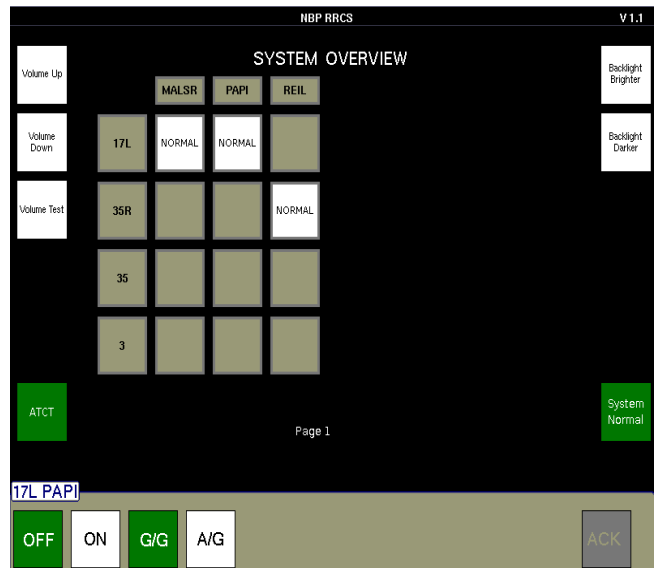 NBP RRCS
V 1.1
SYSTEM OVERVIEW
Volume Up
Backlight
Brighter
MALSR
PAPI
REIL
Volume
Down
17L
NORMAL
NORMAL
Backlight
Darker
Volume Test
35R
NORMAL
35
3
ATCT
System
Normal
Page 1
17L PAPI
OFF
ON
G/G
A/G
ACK